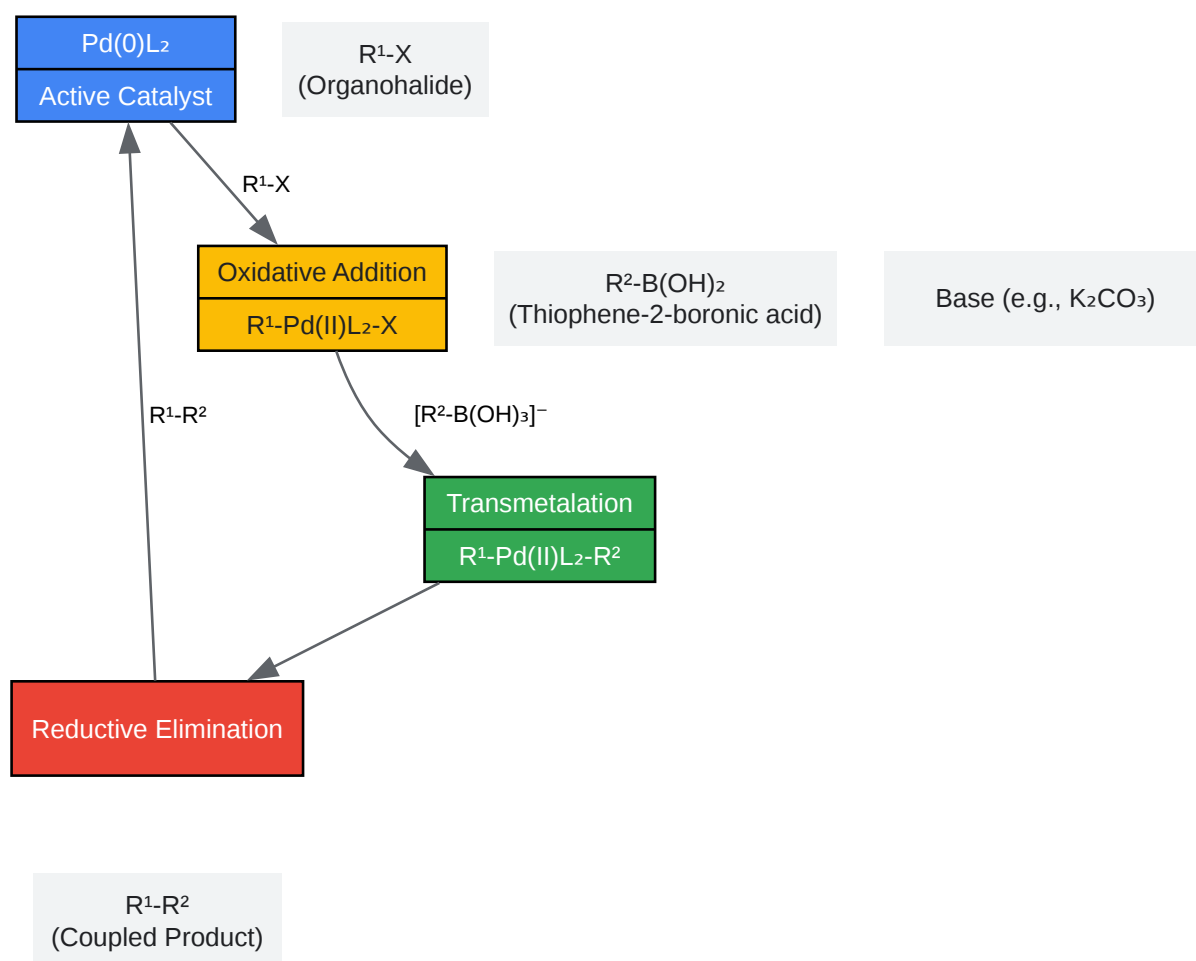 Pd(0)L₂
Active Catalyst
R¹-X
(Organohalide)
R¹-X
Oxidative Addition
R¹-Pd(II)L₂-X
R²-B(OH)₂
(Thiophene-2-boronic acid)
Base (e.g., K₂CO₃)
R¹-R²
[R²-B(OH)₃]⁻
Transmetalation
R¹-Pd(II)L₂-R²
Reductive Elimination
R¹-R²
(Coupled Product)